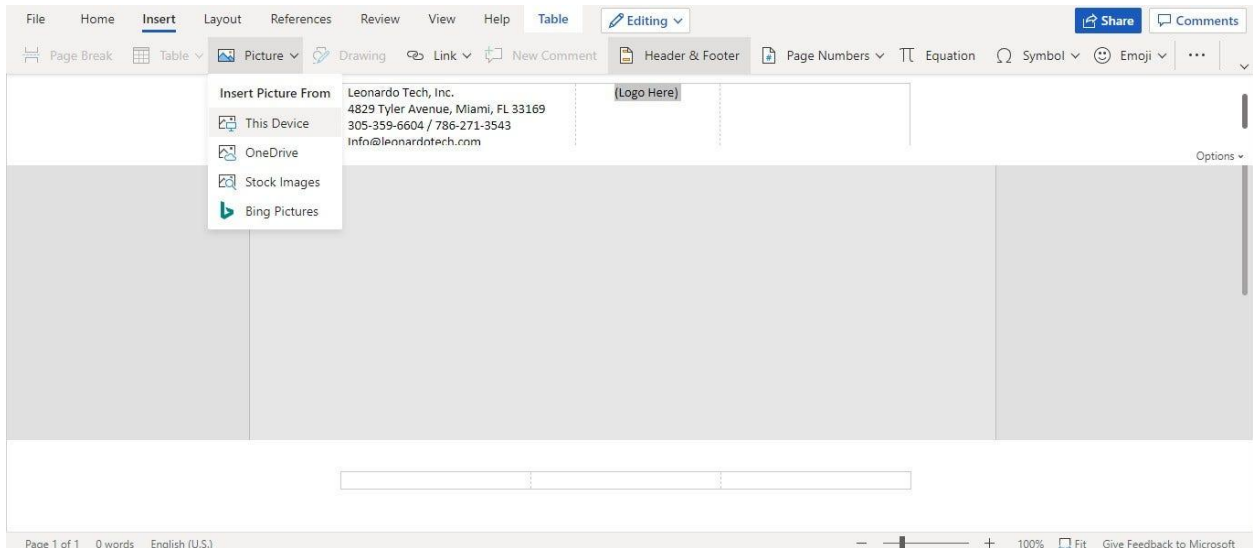 File Home Insert Layout References Review View Help Table Editing Share Comments
Page Break Table Picture Drawing Link New Comment Header & Footer Page Numbers Equation Symbol Emoji ...
Insert Picture From
This Device
OneDrive
Stock Images
Bing Pictures
Leonardo Tech, Inc.
4829 Tyler Avenue, Miami, FL 33169
305-359-6604 / 786-271-3543
Info@leonardotech.com
(Logo Here)
Options
Page 1 of 1 0 words English (U.S.) 100% Fit Give Feedback to Microsoft